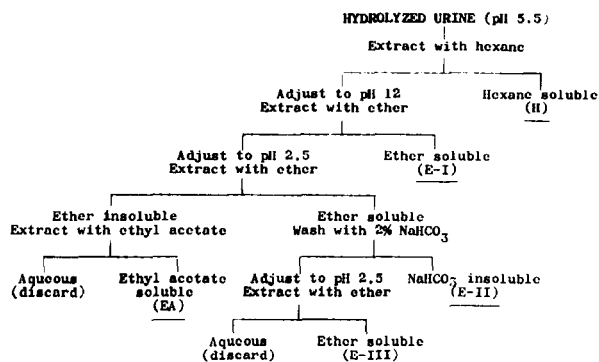 HYDROLYZED URINE (pH 5.5)
Extract with hexane
Adjust to pH 12
Extract with ether
Hexane soluble
(H)
Adjust to pH 2.5
Extract with ether
Ether soluble
(E-I)
Ether insoluble
Extract with ethyl acetate
Ether soluble
Wash with 2% NaHCO3
Aqueous
(discard)
Ethyl acetate
soluble
(EA)
Adjust to pH 2.5
Extract with ether
NaHCO3 insoluble
(E-II)
Aqueous
(discard)
Ether soluble
(E-III)